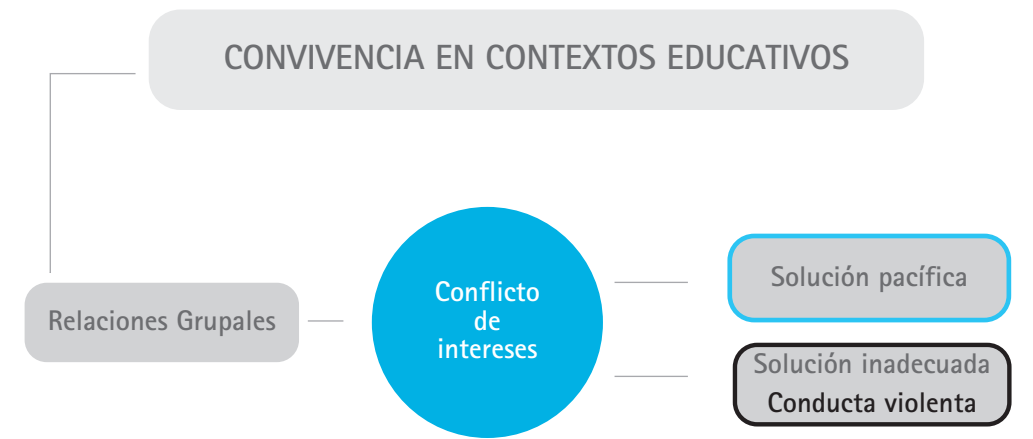 CONVIVENCIA EN CONTEXTOS EDUCATIVOS
Relaciones Grupales
Conflicto
de
intereses
Solución pacífica
Solución inadecuada
Conducta violenta